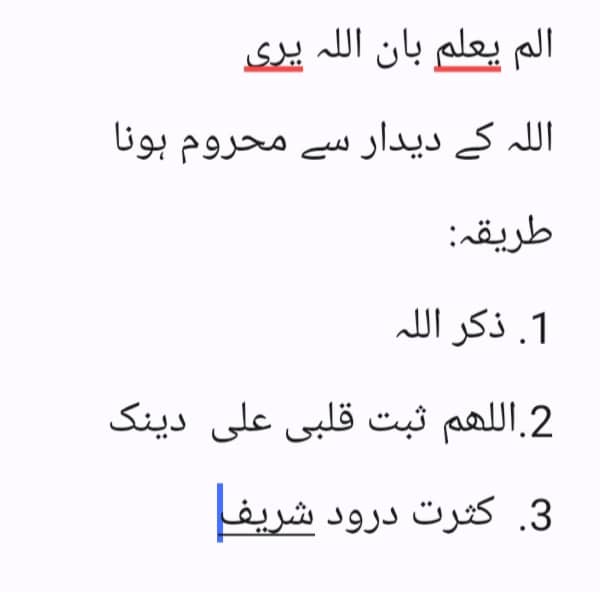 الم یعلم بان اللہ یری
اللہ کے دیدار سے محروم ہونا
طریقہ:
1. ذکر اللہ
2.اللھم ثبت قلبی علی  دینک
3.  کثرت درود شریف